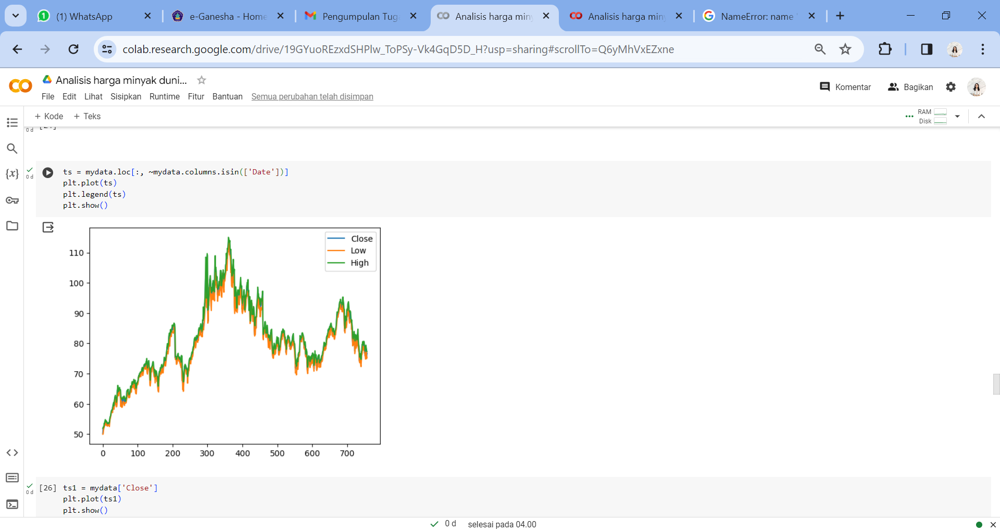 (1) WhatsApp
e-Ganesha - Home
Pengumpulan Tug
Analisis harga min
Analisis harga min
NameError: name '
colab.research.google.com/drive/19GYuoREzxdSHPlw_ToPSy-Vk4GqD5D_H?usp=sharing#scrollTo=Q6yMhVxEZxne
Analisis harga minyak duni...
File Edit Lihat Sisipkan Runtime Fitur Bantuan Semua perubahan telah disimpan
Komentar
Bagikan
+ Kode + Teks
RAM
Disk
0 d
0 d
ts = mydata.loc[:, ~mydata.columns.isin(['Date'])]
plt.plot(ts)
plt.legend(ts)
plt.show()
Close
Low
High
110
100
90
80
70
60
50
0 100 200 300 400 500 600 700
0 d
[26] ts1 = mydata['Close']
plt.plot(ts1)
plt.show()
0 d selesai pada 04.00